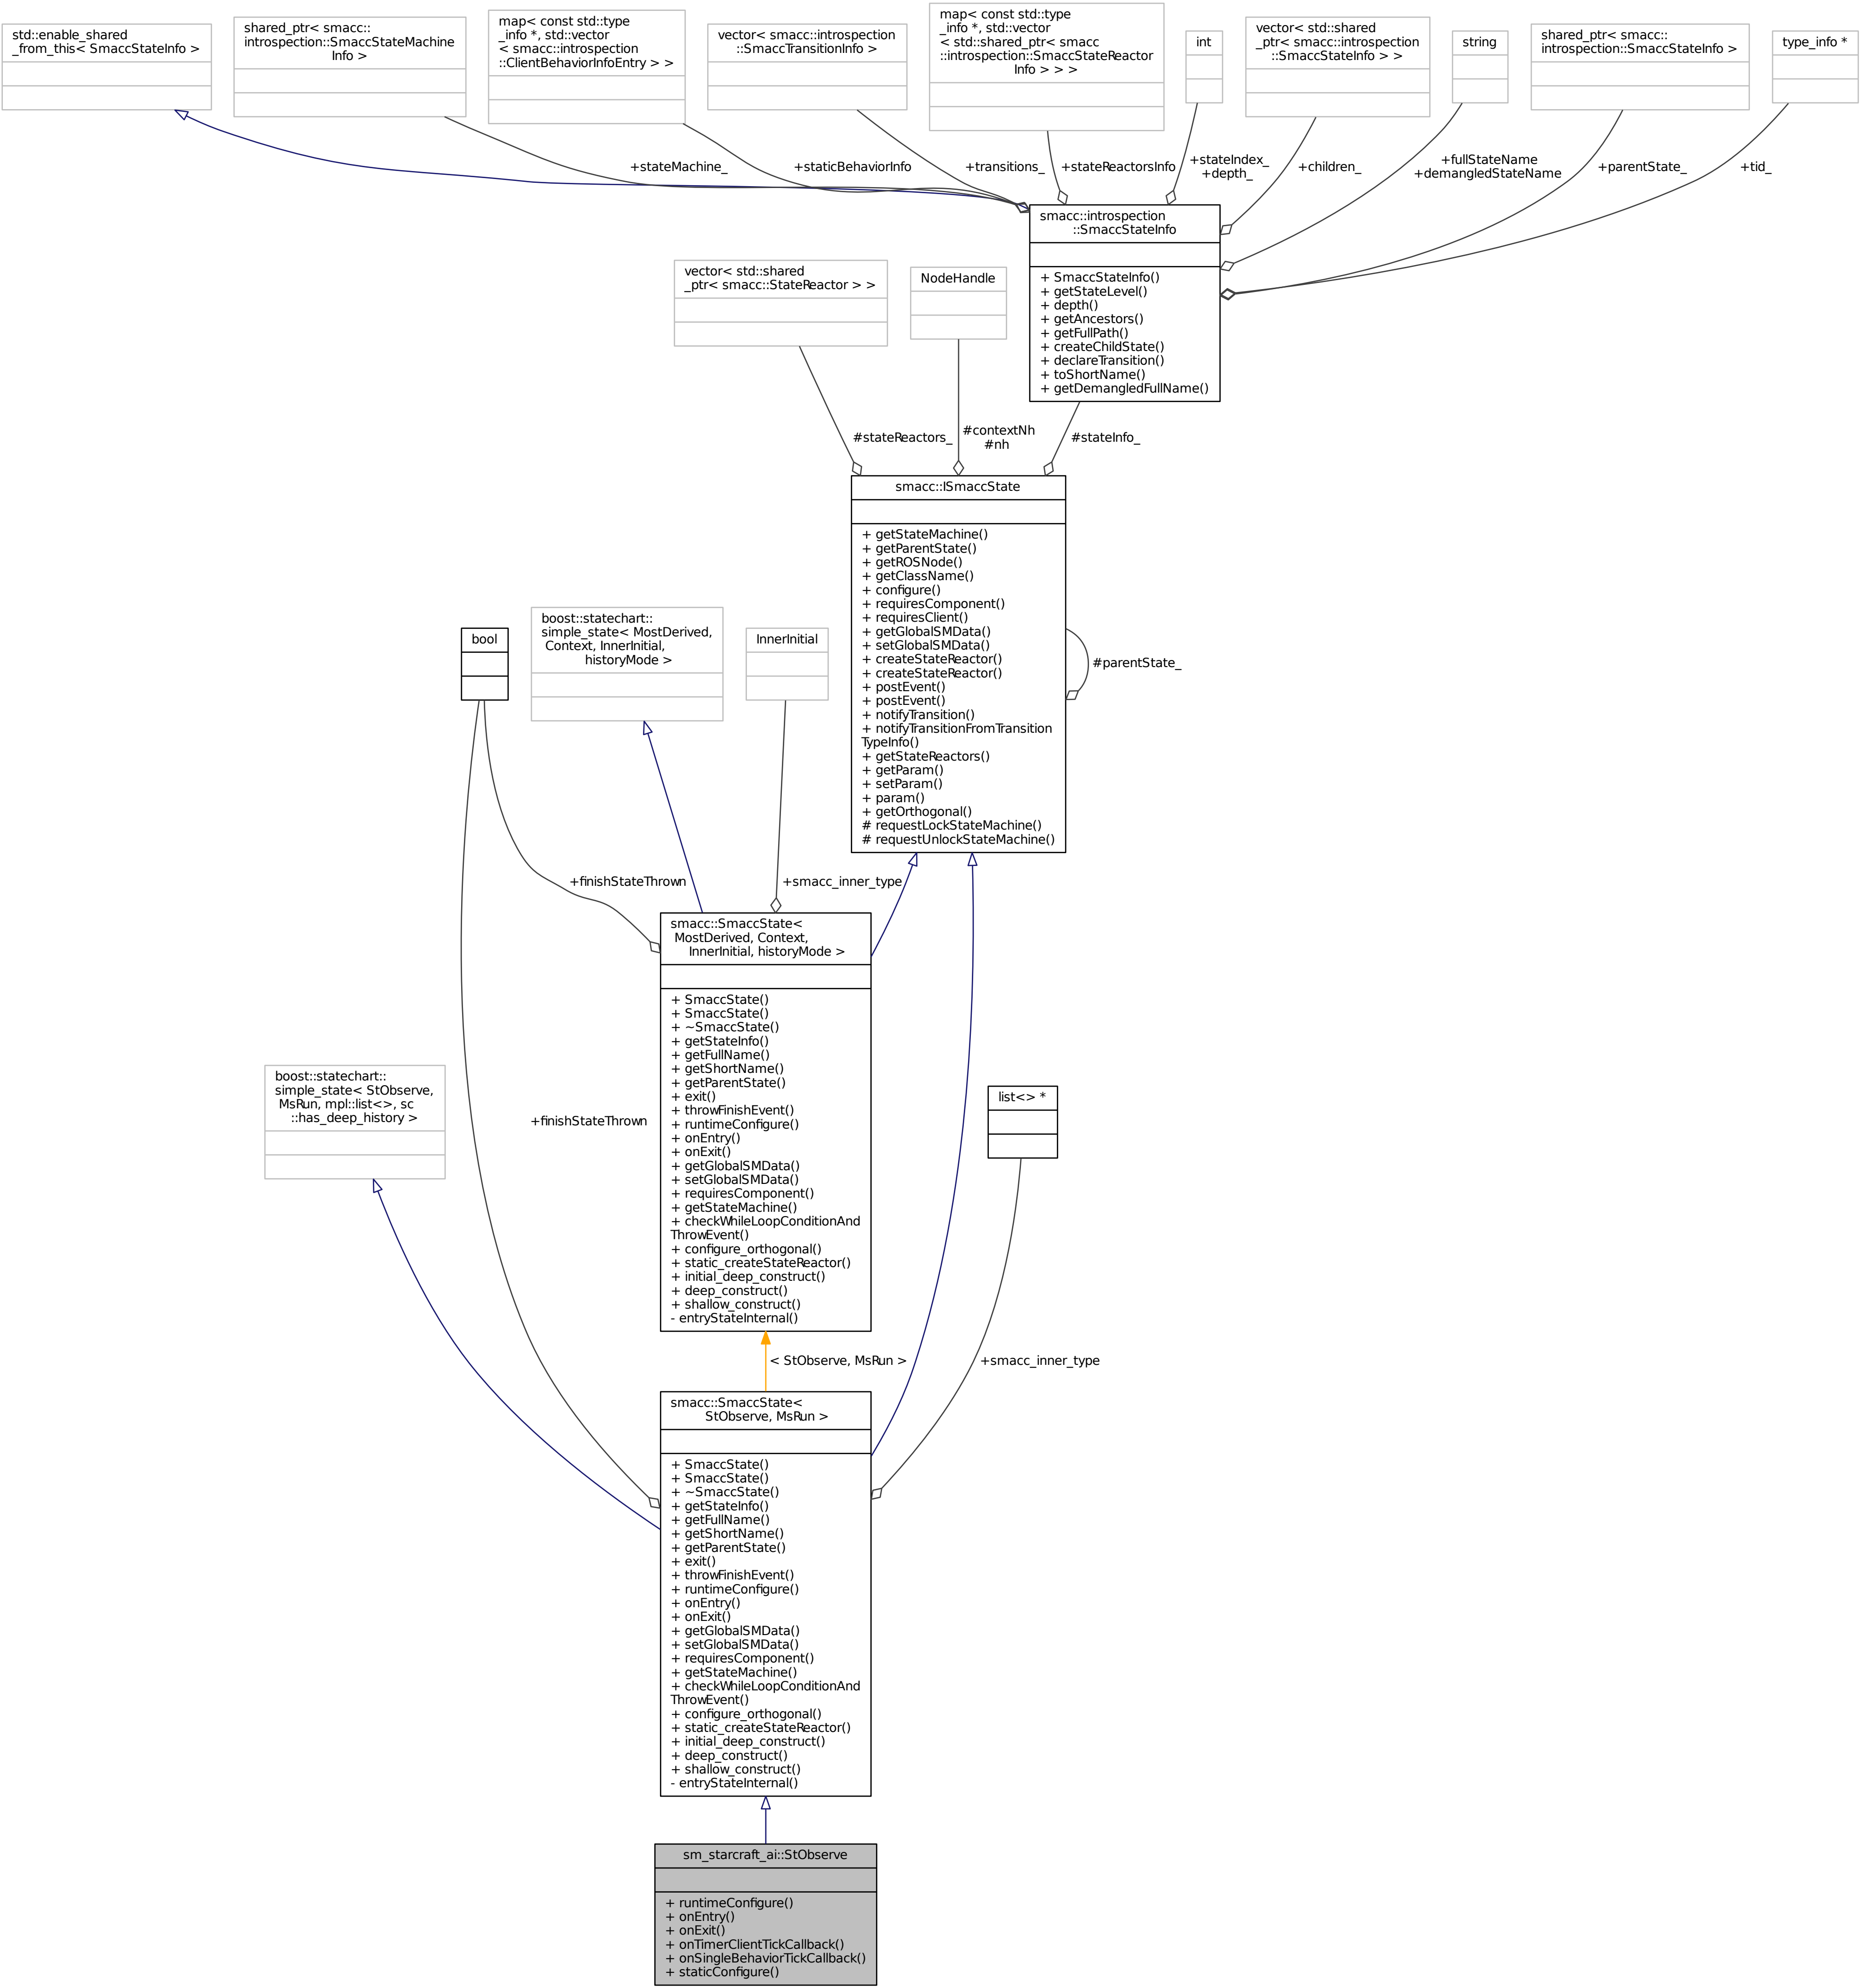 std::enable_shared
_from_this< SmaccStateInfo >
shared_ptr< smacc::
introspection::SmaccStateMachine
Info >
map< const std::type
_info *, std::vector
< smacc::introspection
::ClientBehaviorInfoEntry > >
vector< smacc::introspection
::SmaccTransitionInfo >
map< const std::type
_info *, std::vector
< std::shared_ptr< smacc
::introspection::SmaccStateReactor
Info > > >
int
vector< std::shared
_ptr< smacc::introspection
::SmaccStateInfo > >
string
shared_ptr< smacc::
introspection::SmaccStateInfo >
type_info *
+stateMachine_
+staticBehaviorInfo
+transitions_
+stateReactorsInfo
+stateIndex_
+depth_
+children_
+fullStateName
+demangledStateName
+parentState_
+tid_
smacc::introspection
::SmaccStateInfo
+ SmaccStateInfo()
+ getStateLevel()
+ depth()
+ getAncestors()
+ getFullPath()
+ createChildState()
+ declareTransition()
+ toShortName()
+ getDemangledFullName()
vector< std::shared
_ptr< smacc::StateReactor > >
NodeHandle
#stateReactors_
#contextNh
#nh
#stateInfo_
smacc::ISmaccState
+ getStateMachine()
+ getParentState()
+ getROSNode()
+ getClassName()
+ configure()
+ requiresComponent()
+ requiresClient()
+ getGlobalSMData()
+ setGlobalSMData()
+ createStateReactor()
+ createStateReactor()
+ postEvent()
+ postEvent()
+ notifyTransition()
+ notifyTransitionFromTransition
TypeInfo()
+ getStateReactors()
+ getParam()
+ setParam()
+ param()
+ getOrthogonal()
# requestLockStateMachine()
# requestUnlockStateMachine()
#parentState_
bool
boost::statechart::
simple_state< MostDerived,
Context, InnerInitial,
historyMode >
InnerInitial
+finishStateThrown
+smacc_inner_type
smacc::SmaccState<
MostDerived, Context,
InnerInitial, historyMode >
+ SmaccState()
+ SmaccState()
+ ~SmaccState()
+ getStateInfo()
+ getFullName()
+ getShortName()
+ getParentState()
+ exit()
+ throwFinishEvent()
+ runtimeConfigure()
+ onEntry()
+ onExit()
+ getGlobalSMData()
+ setGlobalSMData()
+ requiresComponent()
+ getStateMachine()
+ checkWhileLoopConditionAnd
ThrowEvent()
+ configure_orthogonal()
+ static_createStateReactor()
+ initial_deep_construct()
+ deep_construct()
+ shallow_construct()
- entryStateInternal()
boost::statechart::
simple_state< StObserve,
MsRun, mpl::list<>, sc
::has_deep_history >
+finishStateThrown
list<> *
< StObserve, MsRun >
+smacc_inner_type
smacc::SmaccState<
StObserve, MsRun >
+ SmaccState()
+ SmaccState()
+ ~SmaccState()
+ getStateInfo()
+ getFullName()
+ getShortName()
+ getParentState()
+ exit()
+ throwFinishEvent()
+ runtimeConfigure()
+ onEntry()
+ onExit()
+ getGlobalSMData()
+ setGlobalSMData()
+ requiresComponent()
+ getStateMachine()
+ checkWhileLoopConditionAnd
ThrowEvent()
+ configure_orthogonal()
+ static_createStateReactor()
+ initial_deep_construct()
+ deep_construct()
+ shallow_construct()
- entryStateInternal()
sm_starcraft_ai::StObserve
+ runtimeConfigure()
+ onEntry()
+ onExit()
+ onTimerClientTickCallback()
+ onSingleBehaviorTickCallback()
+ staticConfigure()